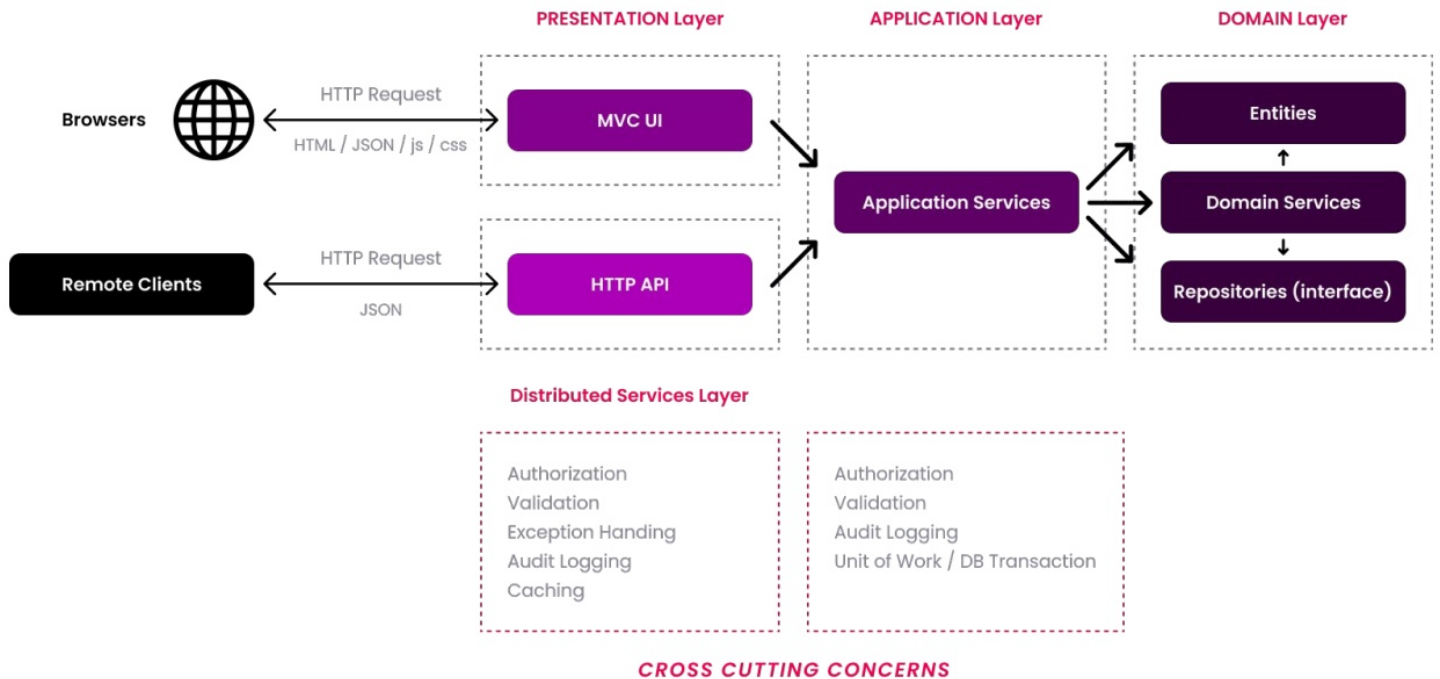 PRESENTATION Layer
APPLICATION Layer
DOMAIN Layer
Browsers
HTTP Request
HTML / JSON / js / css
MVC UI
Application Services
Entities
Domain Services
Repositories (interface)
Remote Clients
HTTP Request
JSON
HTTP API
Distributed Services Layer
Authorization
Validation
Exception Handing
Audit Logging
Caching
Authorization
Validation
Audit Logging
Unit of Work / DB Transaction
CROSS CUTTING CONCERNS